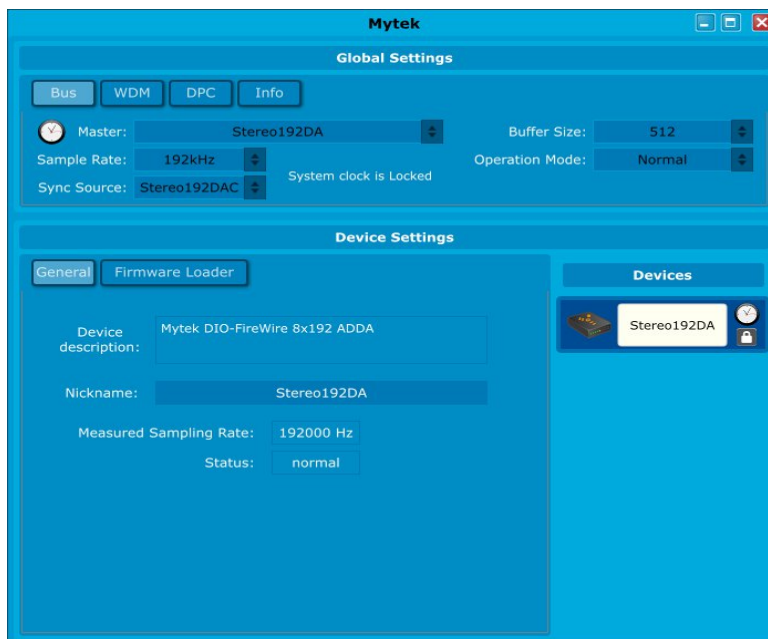 Mytek
Global Settings
Bus WDM DPC Info
Master: Stereo192DA Buffer Size: 512
Sample Rate: 192kHz Operation Mode: Normal
System clock is Locked
Sync Source: Stereo192DAC
Device Settings
General Firmware Loader
Devices
Device description: Mytek DIO-FireWire 8x192 ADDA
Stereo192DA
Nickname: Stereo192DA
Measured Sampling Rate: 192000 Hz
Status: normal